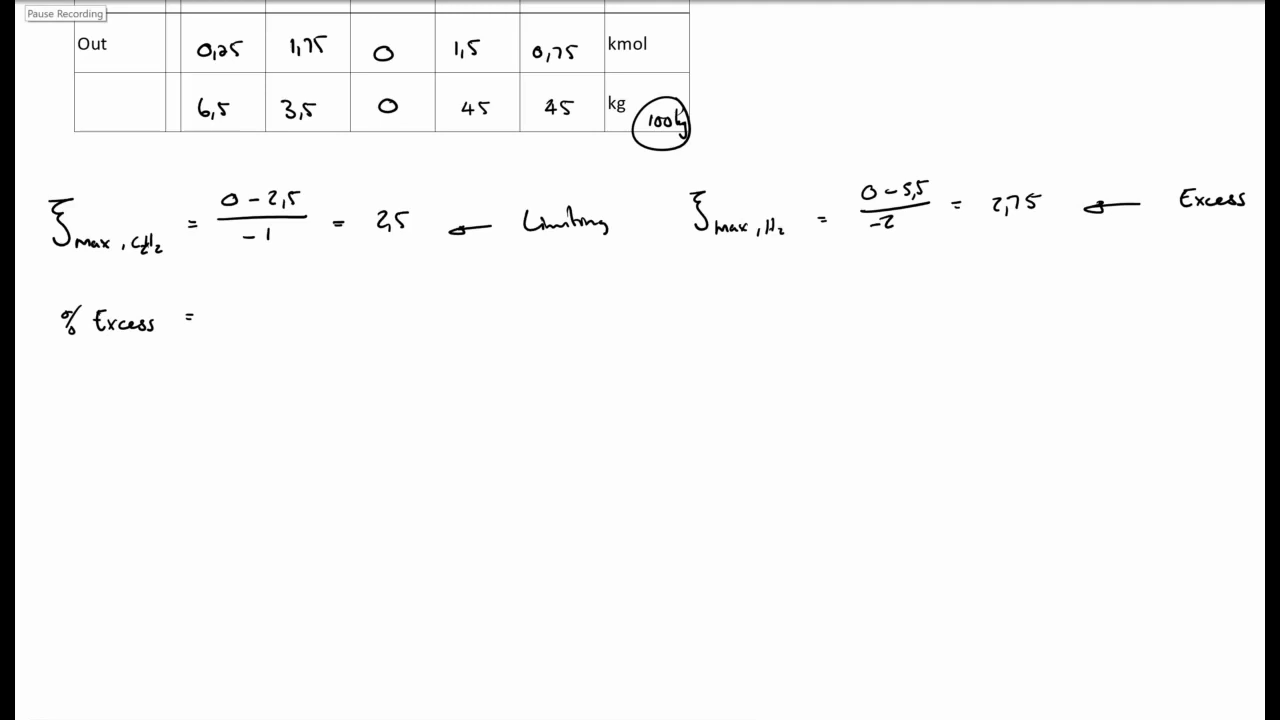 Pause Recording
Out 0,25 1,75 0 1,5 0,75 kmol
6,5 3,5 0 45 45 kg 100kg
ξmax, C2H2 = 0 - 2,5 / -1 = 2,5 ← Limiting ξmax, H2 = 0 - 5,5 / -2 = 2,75 ← Excess
% Excess =